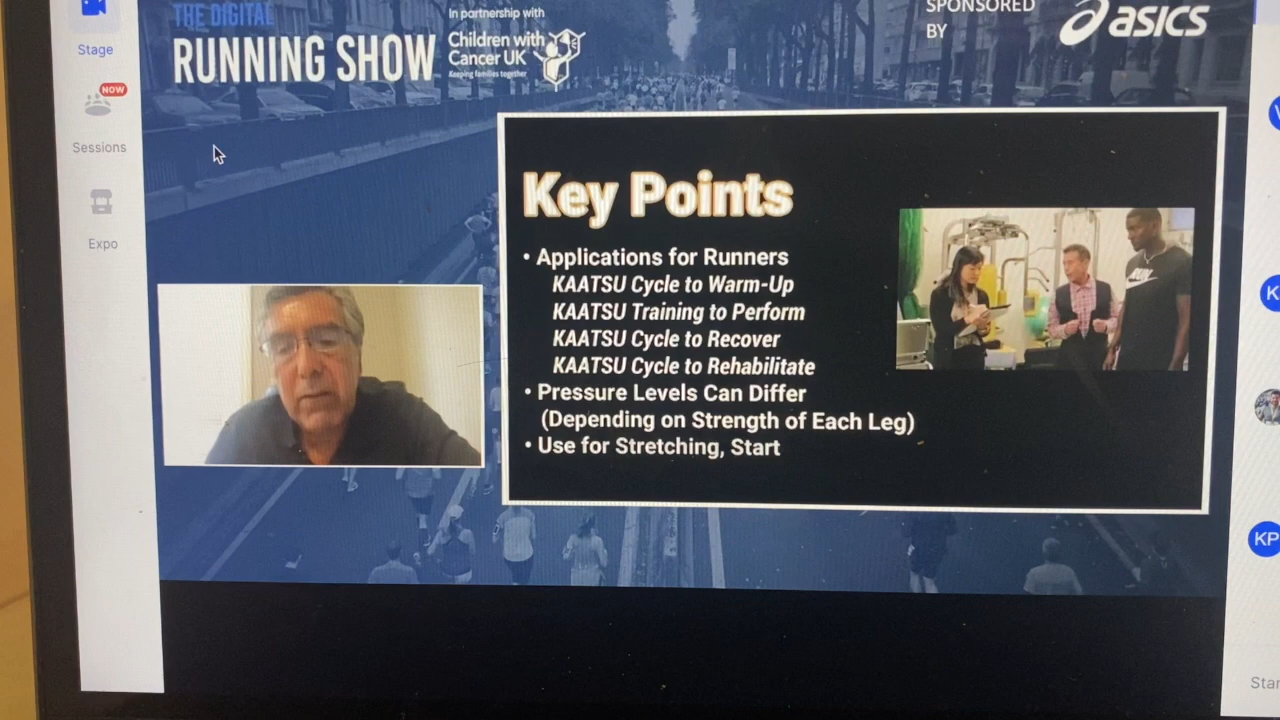 Stage
NOW
Sessions
Expo
THE DIGITAL
RUNNING SHOW
In partnership with
Children with
Cancer UK
Keeping families together
SPONSORED
BY
asics
Key Points
• Applications for Runners
KAATSU Cycle to Warm-Up
KAATSU Training to Perform
KAATSU Cycle to Recover
KAATSU Cycle to Rehabilitate
• Pressure Levels Can Differ
(Depending on Strength of Each Leg)
• Use for Stretching, Start
RUN
K
KP